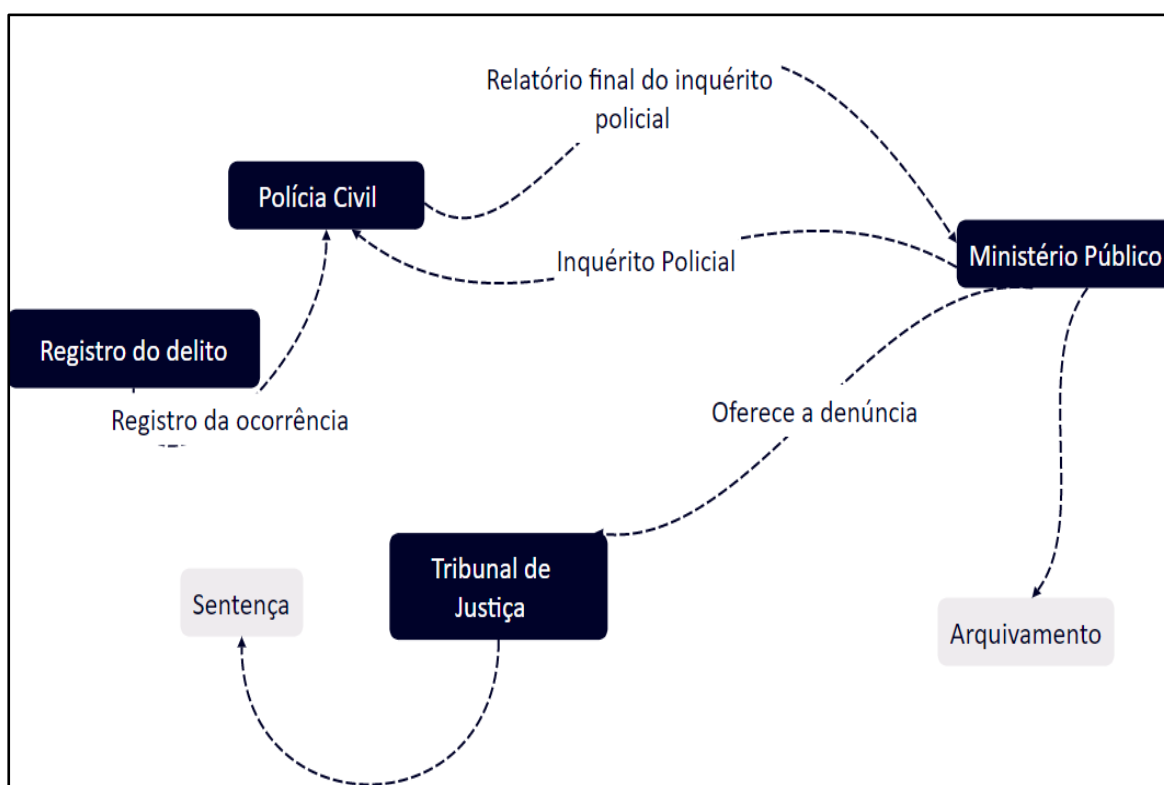 Relatório final do inquérito
policial
Polícia Civil
Ministério Público
Inquérito Policial
Registro do delito
Registro da ocorrência
Oferece a denúncia
Tribunal de
Justiça
Sentença
Arquivamento